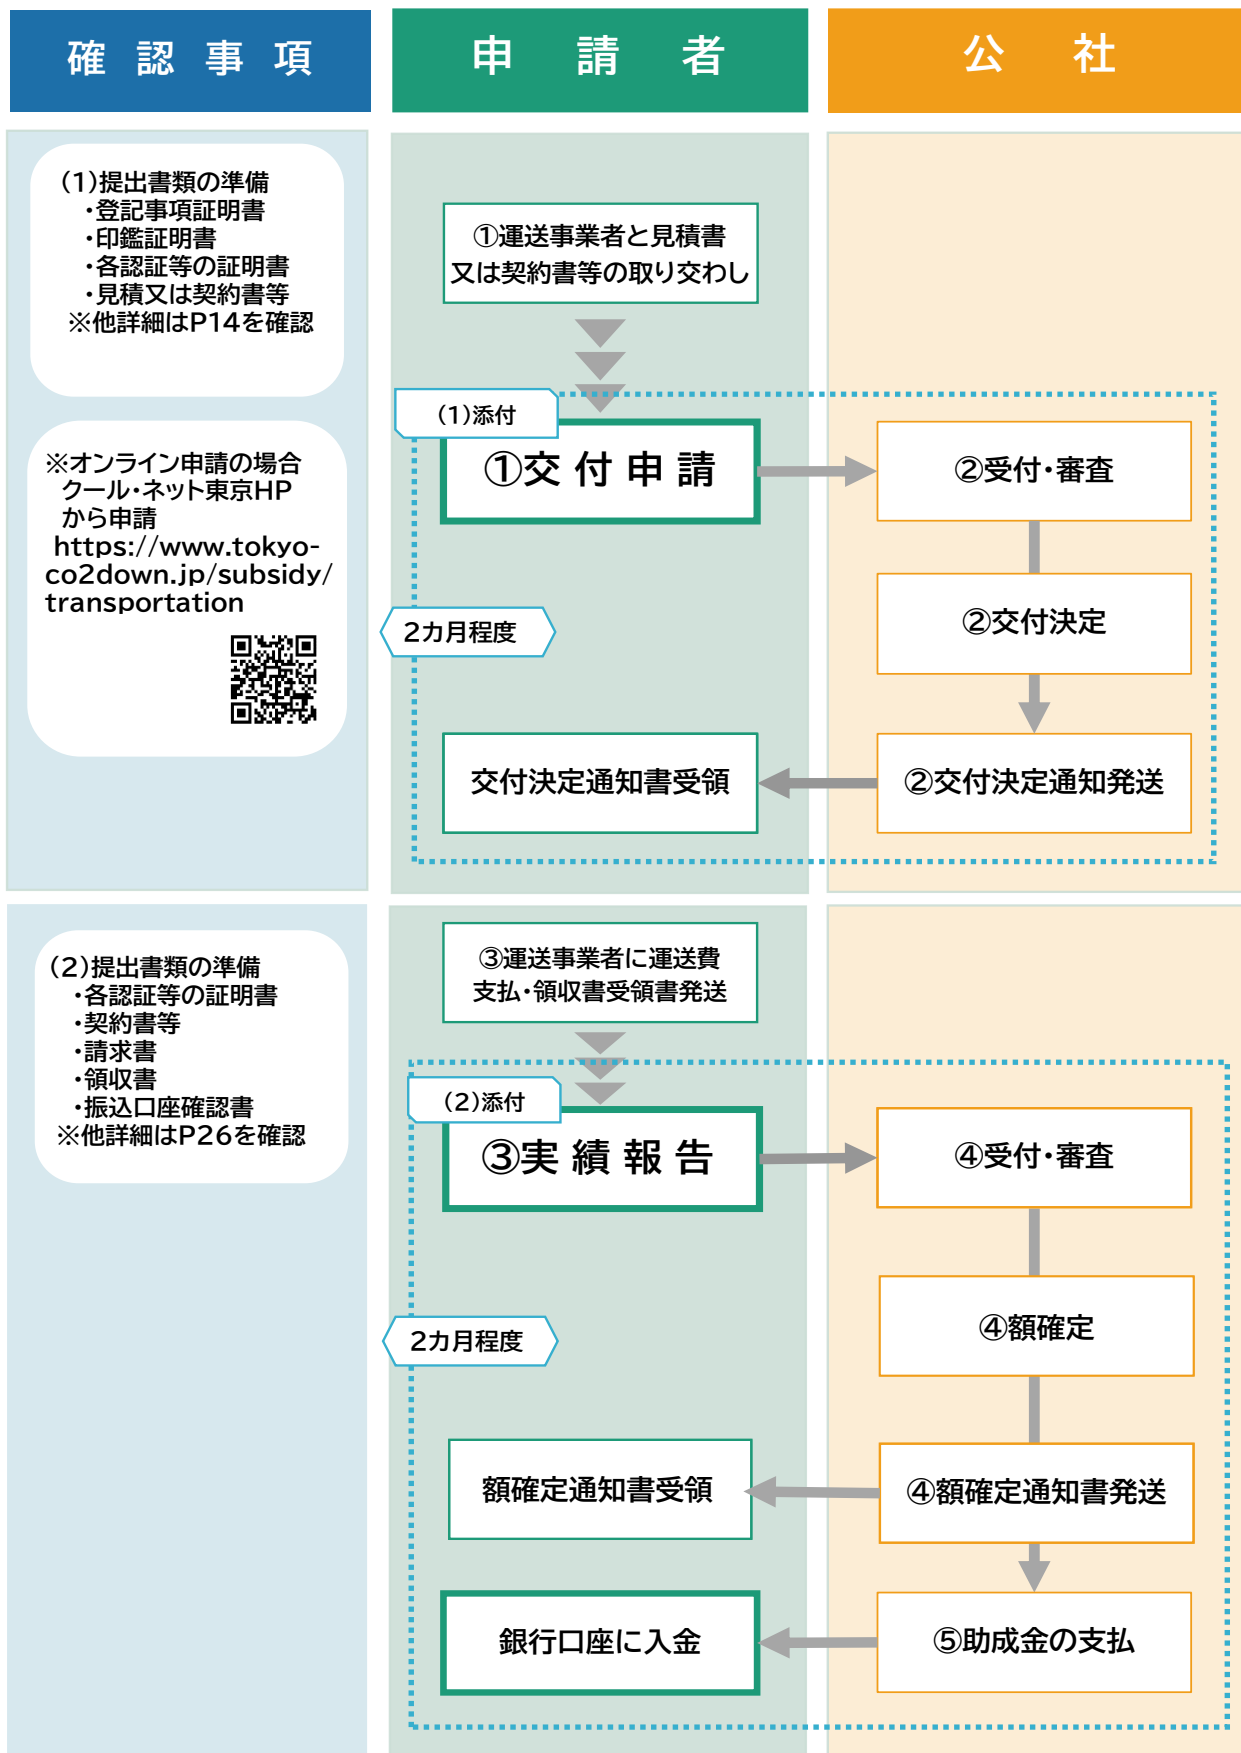 確認事項
申請者
公社
(1)提出書類の準備
・登記事項証明書
・印鑑証明書
・各認証等の証明書
・見積又は契約書等
※他詳細はP14を確認
①運送事業者と見積書
又は契約書等の取り交わし
(1)添付
①交付申請
②受付・審査
※オンライン申請の場合
クール・ネット東京HP
から申請
https://www.tokyo-
co2down.jp/subsidy/
transportation
2カ月程度
②交付決定
交付決定通知書受領
②交付決定通知発送
(2)提出書類の準備
・各認証等の証明書
・契約書等
・請求書
・領収書
・振込口座確認書
※他詳細はP26を確認
③運送事業者に運送費
支払・領収書受領書発送
(2)添付
③実績報告
④受付・審査
2カ月程度
④額確定
額確定通知書受領
④額確定通知書発送
銀行口座に入金
⑤助成金の支払